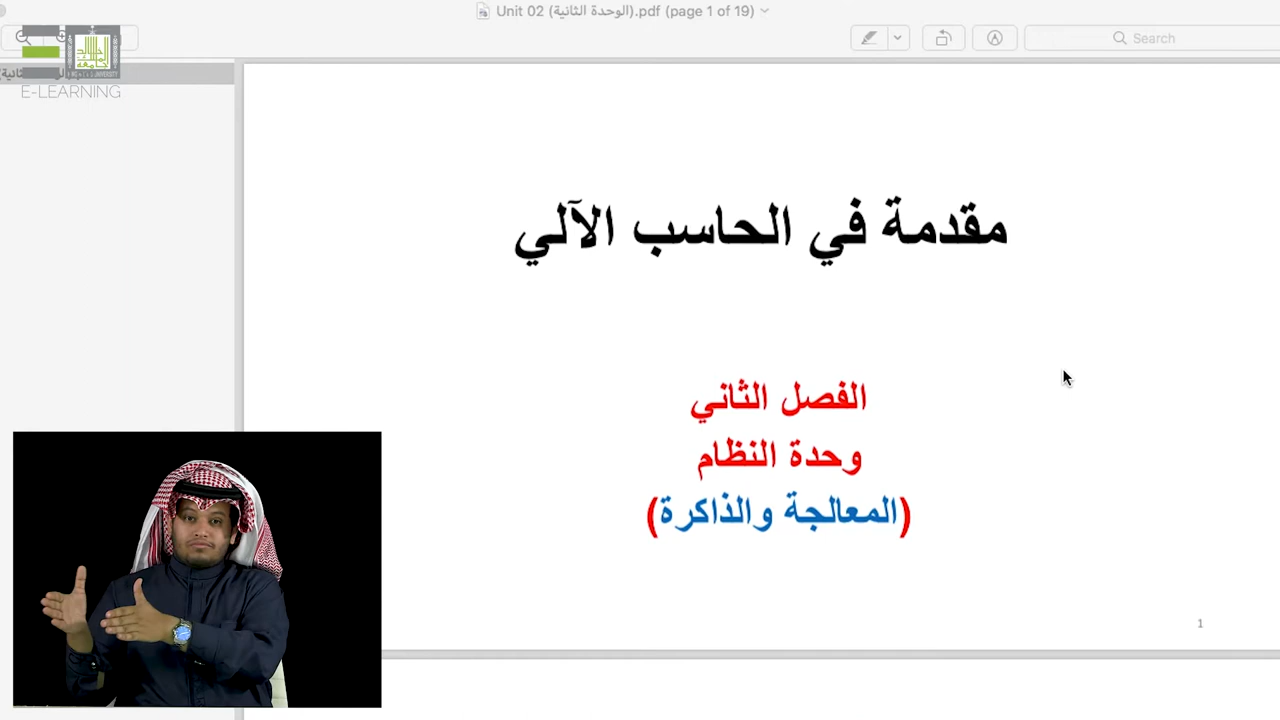 Unit 02 (الوحدة الثانية).pdf (page 1 of 19)
Search
E-LEARNING
مقدمة في الحاسب الآلي
الفصل الثاني
وحدة النظام
(المعالجة والذاكرة)
1